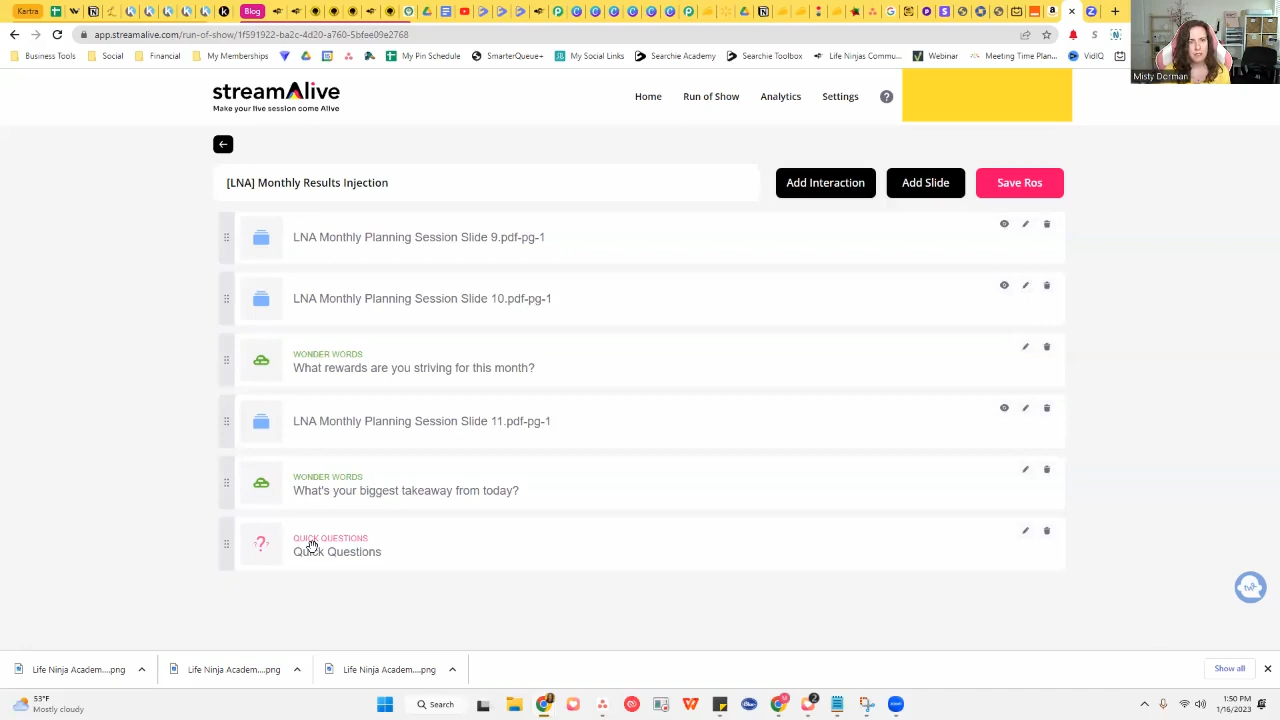 Kartra
Blog
app.streamalive.com/run-of-show/1f591922-b2ac-4d20-a760-5bfed09e2768
Business Tools
Social
Financial
My Memberships
My Pin Schedule
SmarterQueue+
My Social Links
Searchie Academy
Searchie Toolbox
Life Ninjas Commu...
Webinar
Meeting Time Plan...
VidIQ
Misty Dorman
streamAlive
Make your live session come Alive
Home
Run of Show
Analytics
Settings
?
[LNA] Monthly Results Injection
Add Interaction
Add Slide
Save Ros
LNA Monthly Planning Session Slide 9.pdf-pg-1
LNA Monthly Planning Session Slide 10.pdf-pg-1
WONDER WORDS
What rewards are you striving for this month?
LNA Monthly Planning Session Slide 11.pdf-pg-1
WONDER WORDS
What's your biggest takeaway from today?
QUICK QUESTIONS
Quick Questions
Life Ninja Academ....png
Life Ninja Academ....png
Life Ninja Academ....png
Show all
53°F
Mostly cloudy
Search
1:50 PM
1/16/2023